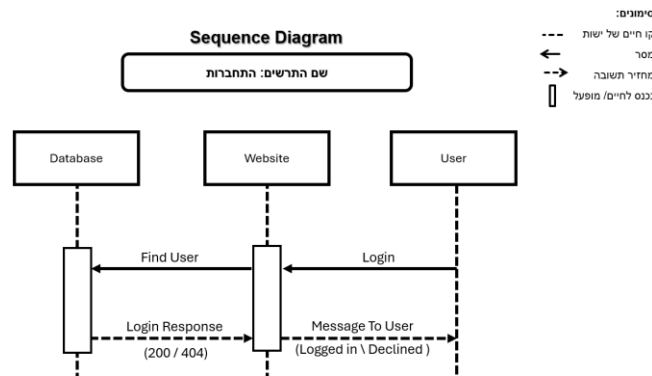 סימונים:
קו חיים של ישות
מסר
מחזיר תשובה
נכנס לחיים/ מופעל
Sequence Diagram
שם התרשים: התחברות
Database
Website
User
Find User
Login
Login Response
(200 / 404)
Message To User
(Logged in \ Declined )